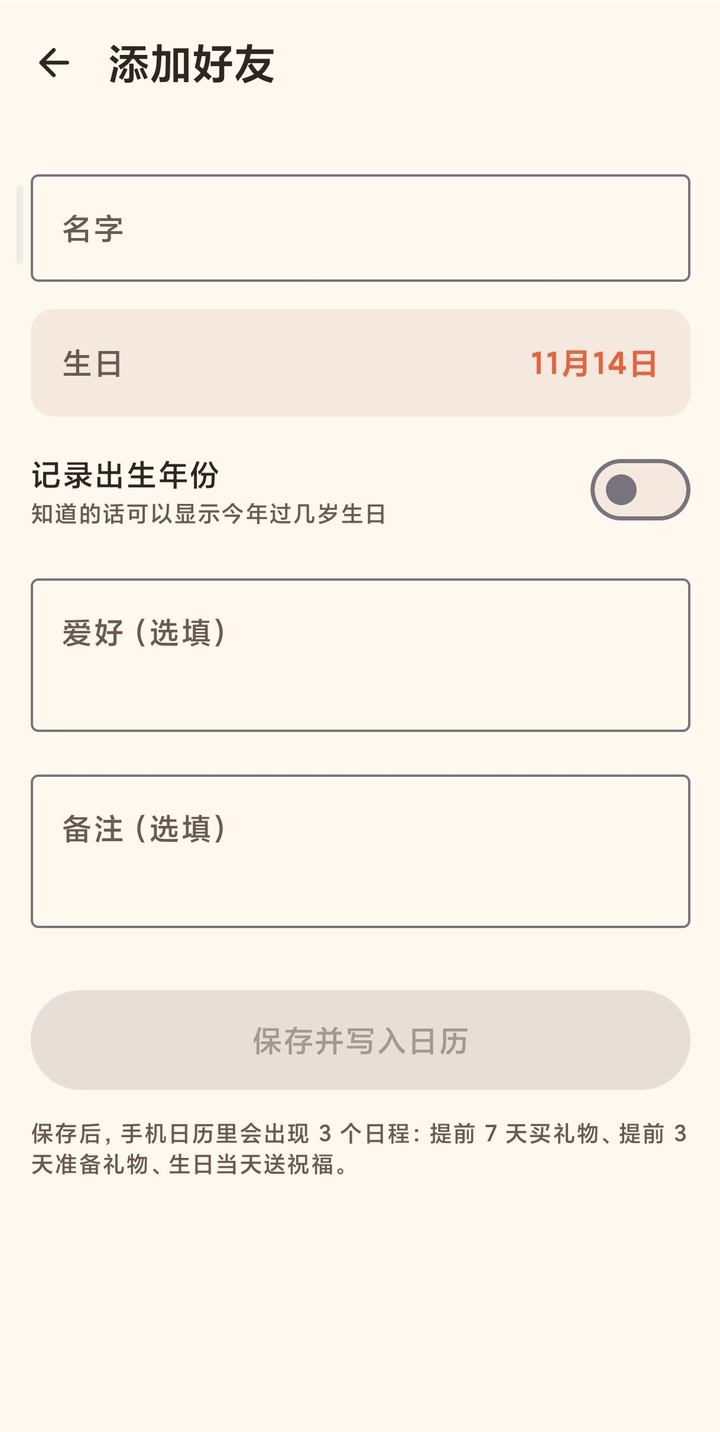 添加好友
名字
生日 11月14日
记录出生年份
知道的话可以显示今年过几岁生日
爱好（选填）
备注（选填）
保存并写入日历
保存后，手机日历里会出现 3 个日程：提前 7 天买礼物、提前 3
天准备礼物、生日当天送祝福。